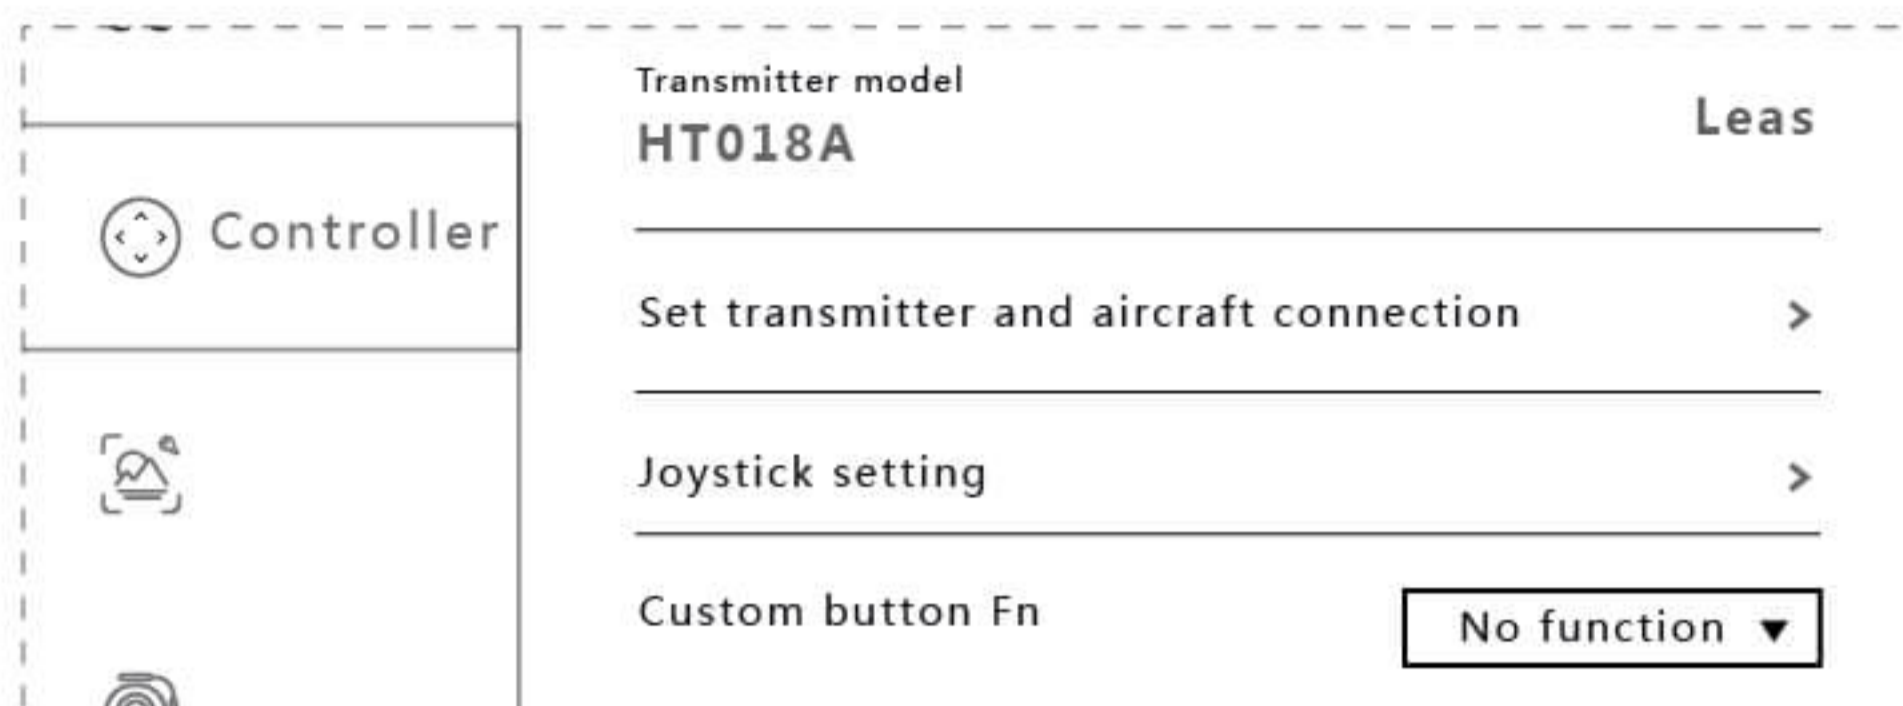 Transmitter model
HT018A
Leas
Controller
Set transmitter and aircraft connection
Joystick setting
Custom button Fn
No function